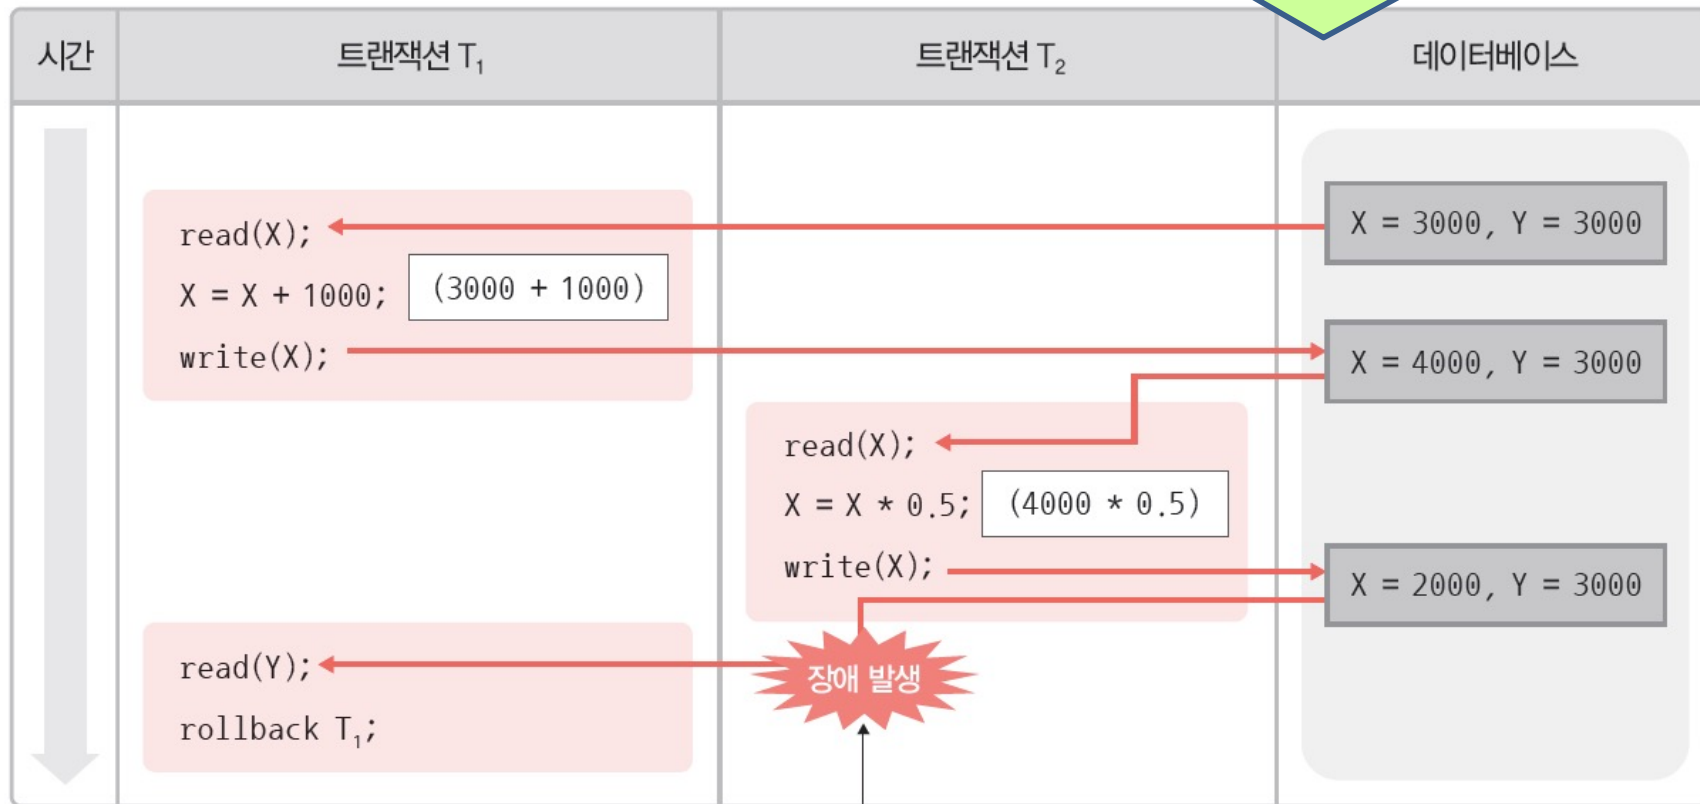 시간
트랜잭션 T₁
트랜잭션 T₂
데이터베이스
X = 3000, Y = 3000
read(X);
X = X + 1000; (3000 + 1000)
write(X);
X = 4000, Y = 3000
read(X);
X = X * 0.5; (4000 * 0.5)
write(X);
X = 2000, Y = 3000
read(Y);
장애 발생
rollback T₁;